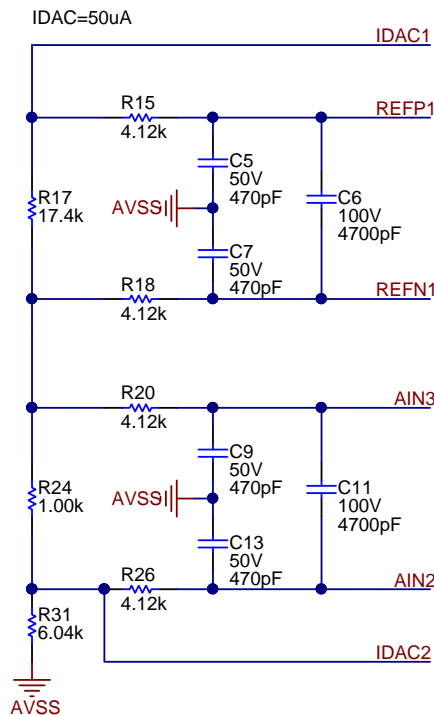 IDAC=50uA
IDAC1
R15
4.12k
REFP1
C5
50V
470pF
R17
17.4k
AVSS
C6
100V
4700pF
C7
50V
470pF
R18
4.12k
REFN1
R20
4.12k
AIN3
C9
50V
470pF
R24
1.00k
AVSS
C11
100V
4700pF
C13
50V
470pF
R26
4.12k
AIN2
R31
6.04k
IDAC2
AVSS